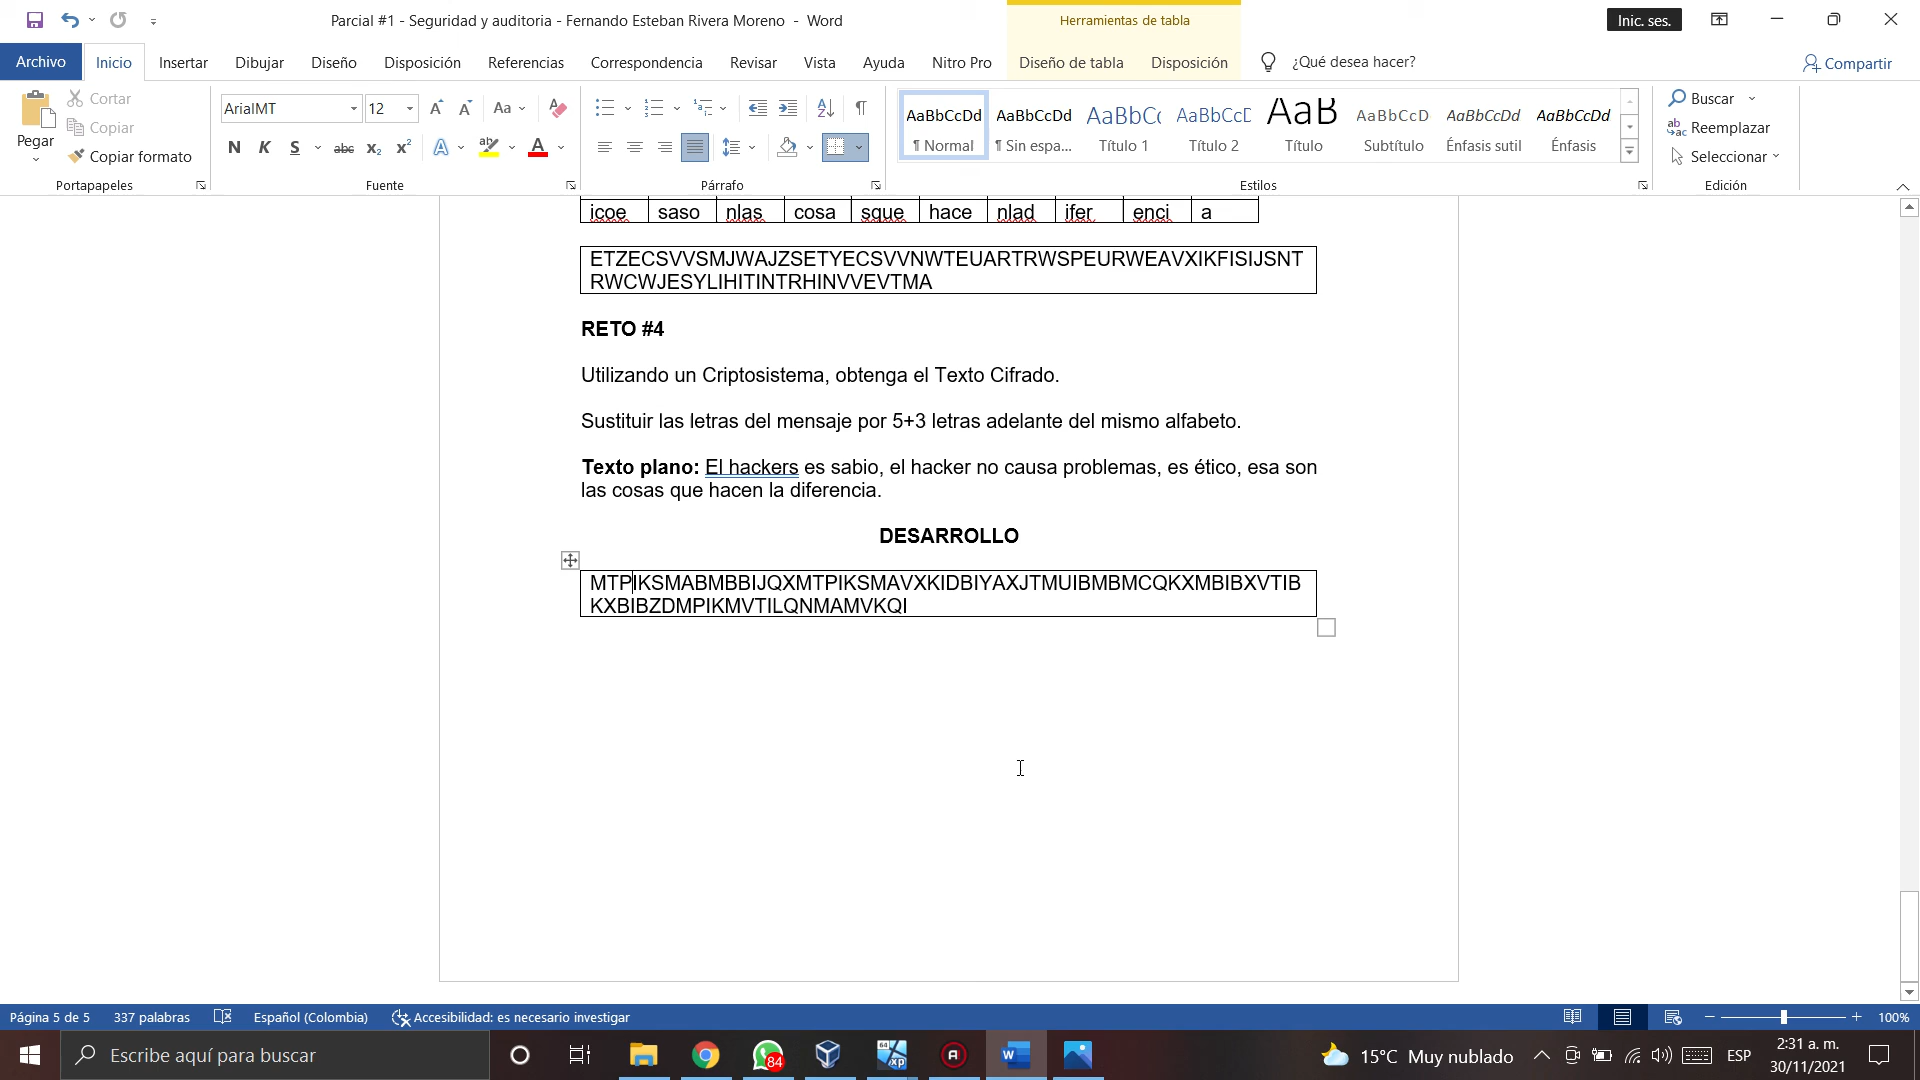 Parcial #1 - Seguridad y auditoria - Fernando Esteban Rivera Moreno - Word
Herramientas de tabla
Inic. ses.
Archivo Inicio Insertar Dibujar Diseño Disposición Referencias Correspondencia Revisar Vista Ayuda Nitro Pro Diseño de tabla Disposición ¿Qué desea hacer? Compartir
Pegar
Cortar
Copiar
Copiar formato
Portapapeles
ArialMT 12
Aa
N K S abc x₂ x² A ab A
Fuente
Párrafo
AaBbCcDd AaBbCcDd AaBbCc AaBbCcC AaB AaBbCcD AaBbCcDd AaBbCcDd
¶ Normal ¶ Sin espa... Título 1 Título 2 Título Subtítulo Énfasis sutil Énfasis
Estilos
Buscar
Reemplazar
Seleccionar
Edición
icoe saso nlas cosa sque hace nlad ifer enci a
ETZECSVVSMJWAJZSETYECSVVNWTEUARTRWSPEURWEAVXIKFISIJSNT
RWCWJESYLIHITINTRHINVVEVTMA
RETO #4
Utilizando un Criptosistema, obtenga el Texto Cifrado.
Sustituir las letras del mensaje por 5+3 letras adelante del mismo alfabeto.
Texto plano: El hackers es sabio, el hacker no causa problemas, es ético, esa son
las cosas que hacen la diferencia.
DESARROLLO
MTPIKSMABMBBIJQXMTPIKSMAVXKIDBIYAXJTMUIBMBMCQKXMBIBXVTIB
KXBIBZDMPIKMVTILQNMAMVKQI
Página 5 de 5 337 palabras Español (Colombia) Accesibilidad: es necesario investigar 100%
Escribe aquí para buscar
84
64
xp
15°C Muy nublado
ESP
2:31 a. m.
30/11/2021